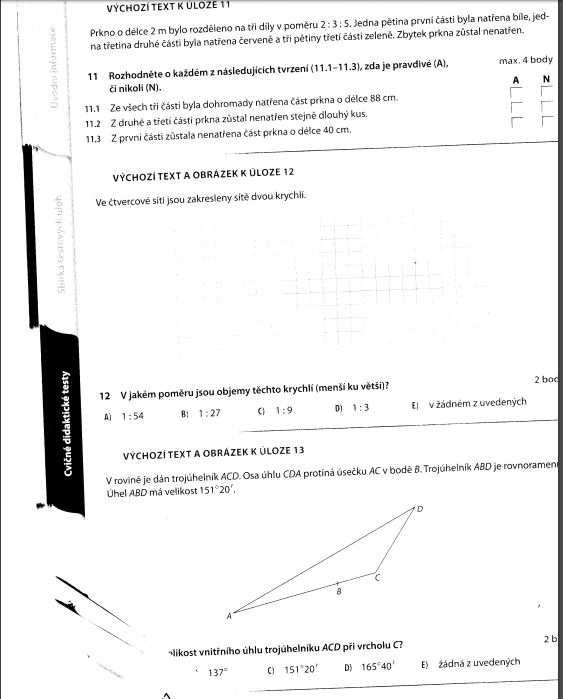 VÝCHOZÍ TEXT K ÚLOZE 11
Prkno o délce 2 m bylo rozděleno na tři díly v poměru 2 : 3 : 5. Jedna pětina první části byla natřena bíle, jed-
na třetina druhé části byla natřena červeně a tři pětiny třetí části zeleně. Zbytek prkna zůstal nenatřen.
max. 4 body
11 Rozhodněte o každém z následujících tvrzení (11.1–11.3), zda je pravdivé (A),
či nikoli (N).
A N
11.1 Ze všech tří částí byla dohromady natřena část prkna o délce 88 cm.
11.2 Z druhé a třetí části prkna zůstal nenatřen stejně dlouhý kus.
11.3 Z první části zůstala nenatřena část prkna o délce 40 cm.
Úvodní informace
VÝCHOZÍ TEXT A OBRÁZEK K ÚLOZE 12
Ve čtvercové síti jsou zakresleny sítě dvou krychlí.
Sbírka testových úloh
2 bod
12 V jakém poměru jsou objemy těchto krychlí (menší ku větší)?
A) 1 : 54 B) 1 : 27 C) 1 : 9 D) 1 : 3 E) v žádném z uvedených
Cvičné didaktické testy
VÝCHOZÍ TEXT A OBRÁZEK K ÚLOZE 13
V rovině je dán trojúhelník ACD. Osa úhlu CDA protíná úsečku AC v bodě B. Trojúhelník ABD je rovnoramen
Úhel ABD má velikost 151°20′.
D
C
B
A
2 b
likost vnitřního úhlu trojúhelníku ACD při vrcholu C?
137° C) 151°20′ D) 165°40′ E) žádná z uvedených